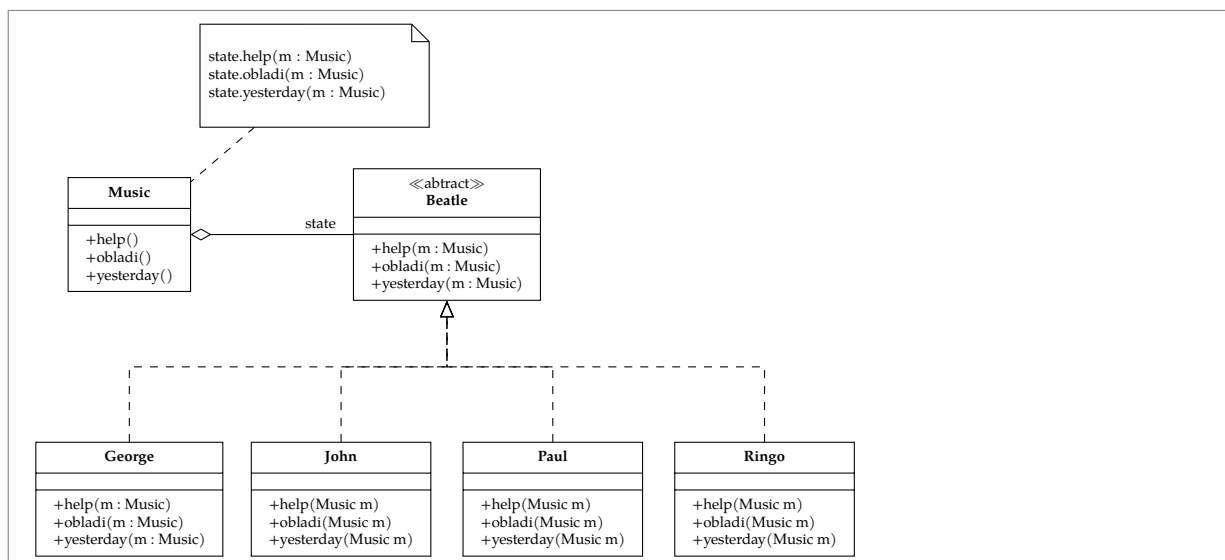 state.help(m : Music)
state.obladi(m : Music)
state.yesterday(m : Music)
Music
+help()
+obladi()
+yesterday()
state
≪abtract≫
Beatle
+help(m : Music)
+obladi(m : Music)
+yesterday(m : Music)
George
+help(m : Music)
+obladi(m : Music)
+yesterday(m : Music)
John
+help(Music m)
+obladi(Music m)
+yesterday(Music m)
Paul
+help(Music m)
+obladi(Music m)
+yesterday(Music m)
Ringo
+help(Music m)
+obladi(Music m)
+yesterday(Music m)